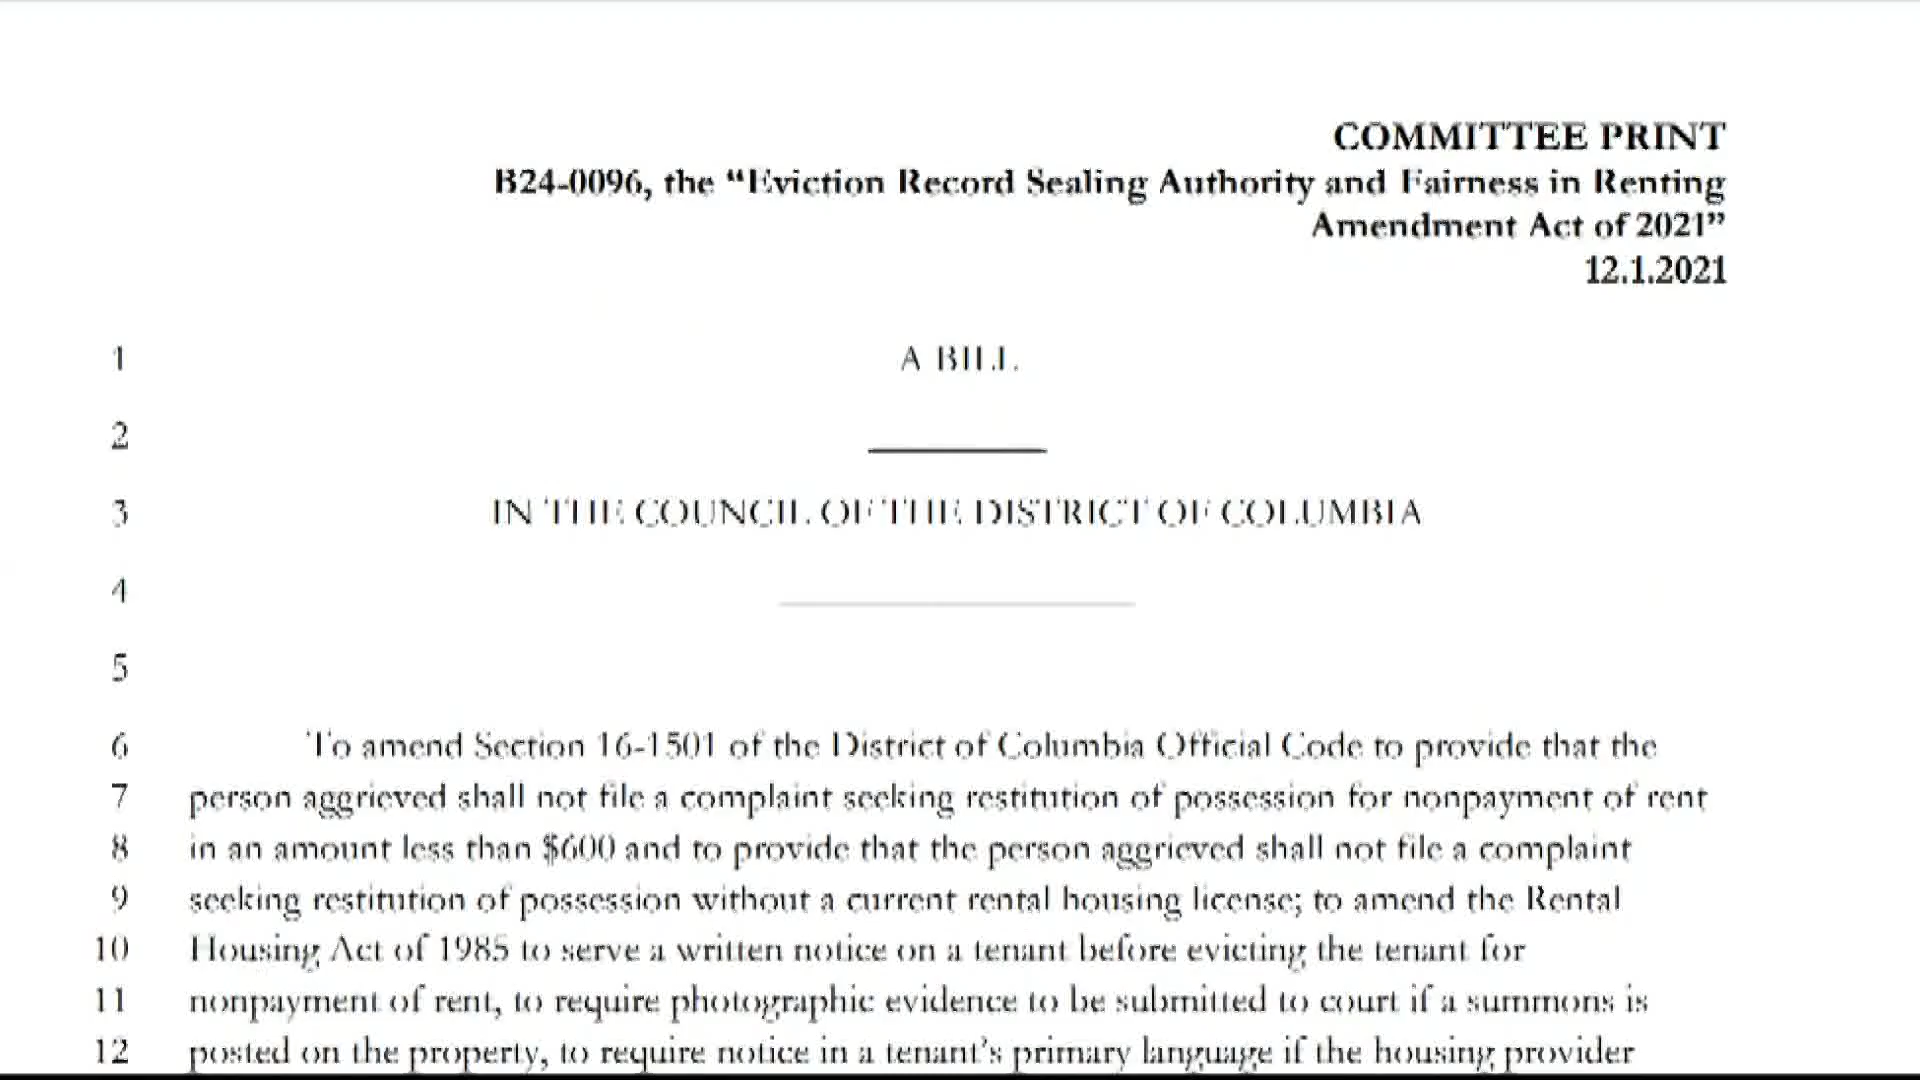 COMMITTEE PRINT
B24-0096, the “Eviction Record Sealing Authority and Fairness in Renting
Amendment Act of 2021”
12.1.2021
1 A BILL
2
3 IN THE COUNCIL OF THE DISTRICT OF COLUMBIA
4
5
6 To amend Section 16-1501 of the District of Columbia Official Code to provide that the
7 person aggrieved shall not file a complaint seeking restitution of possession for nonpayment of rent
8 in an amount less than $600 and to provide that the person aggrieved shall not file a complaint
9 seeking restitution of possession without a current rental housing license; to amend the Rental
10 Housing Act of 1985 to serve a written notice on a tenant before evicting the tenant for
11 nonpayment of rent, to require photographic evidence to be submitted to court if a summons is
12 posted on the property, to require notice in a tenant’s primary language if the housing provider